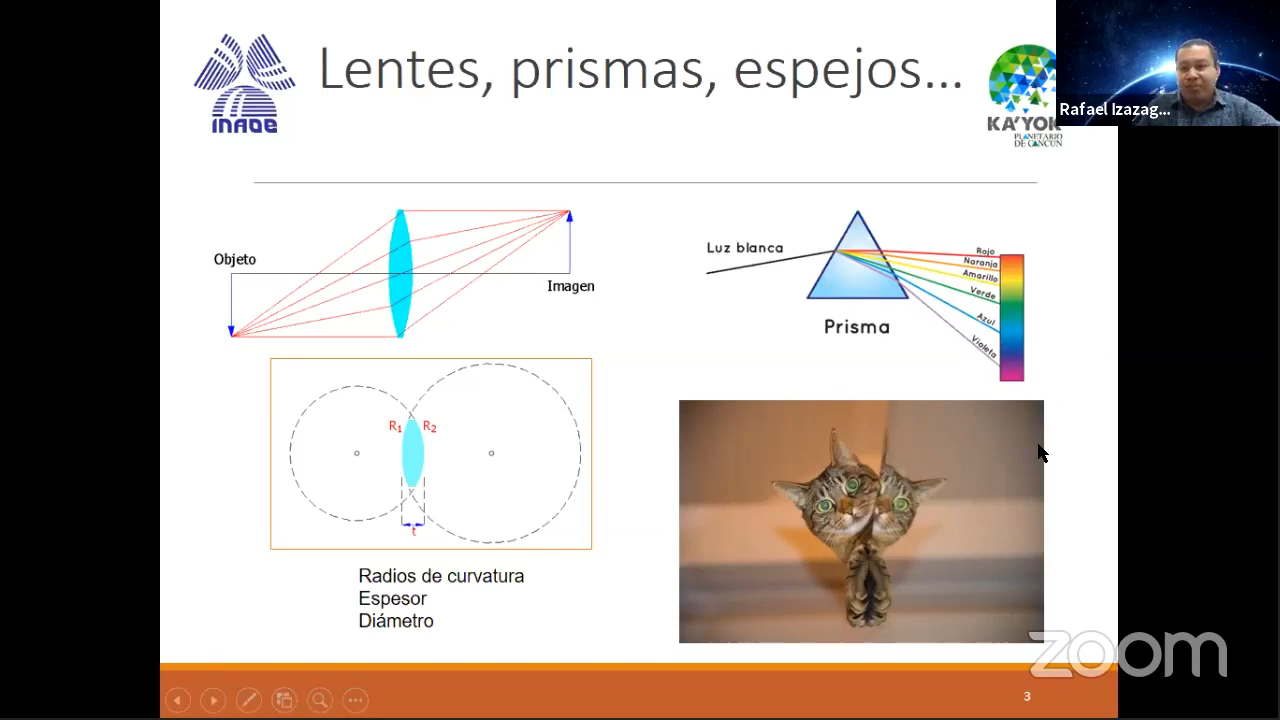 Lentes, prismas, espejos...
INAOE
KA'YOK
PLANETARIO
DE CANCÚN
Rafael Izazag...
Objeto
Imagen
Luz blanca
Rojo
Naranja
Amarillo
Verde
Azul
Violeta
Prisma
R1 R2
t
Radios de curvatura
Espesor
Diámetro
zoom
3